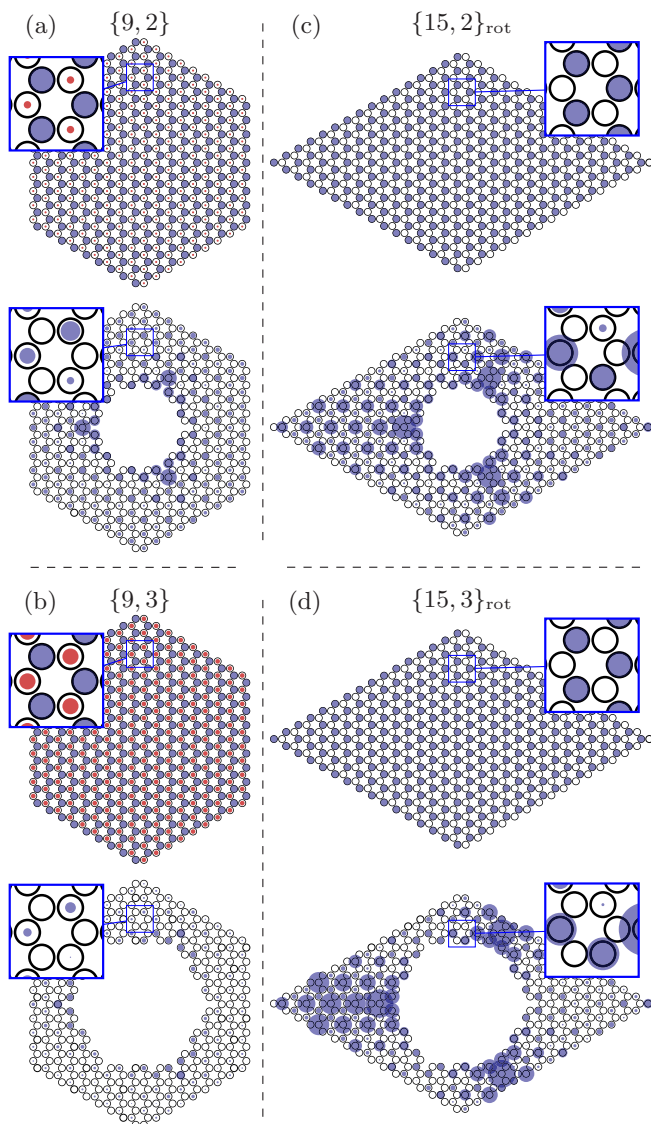 (a) {9, 2}
(c) {15, 2}rot
(b) {9, 3}
(d) {15, 3}rot